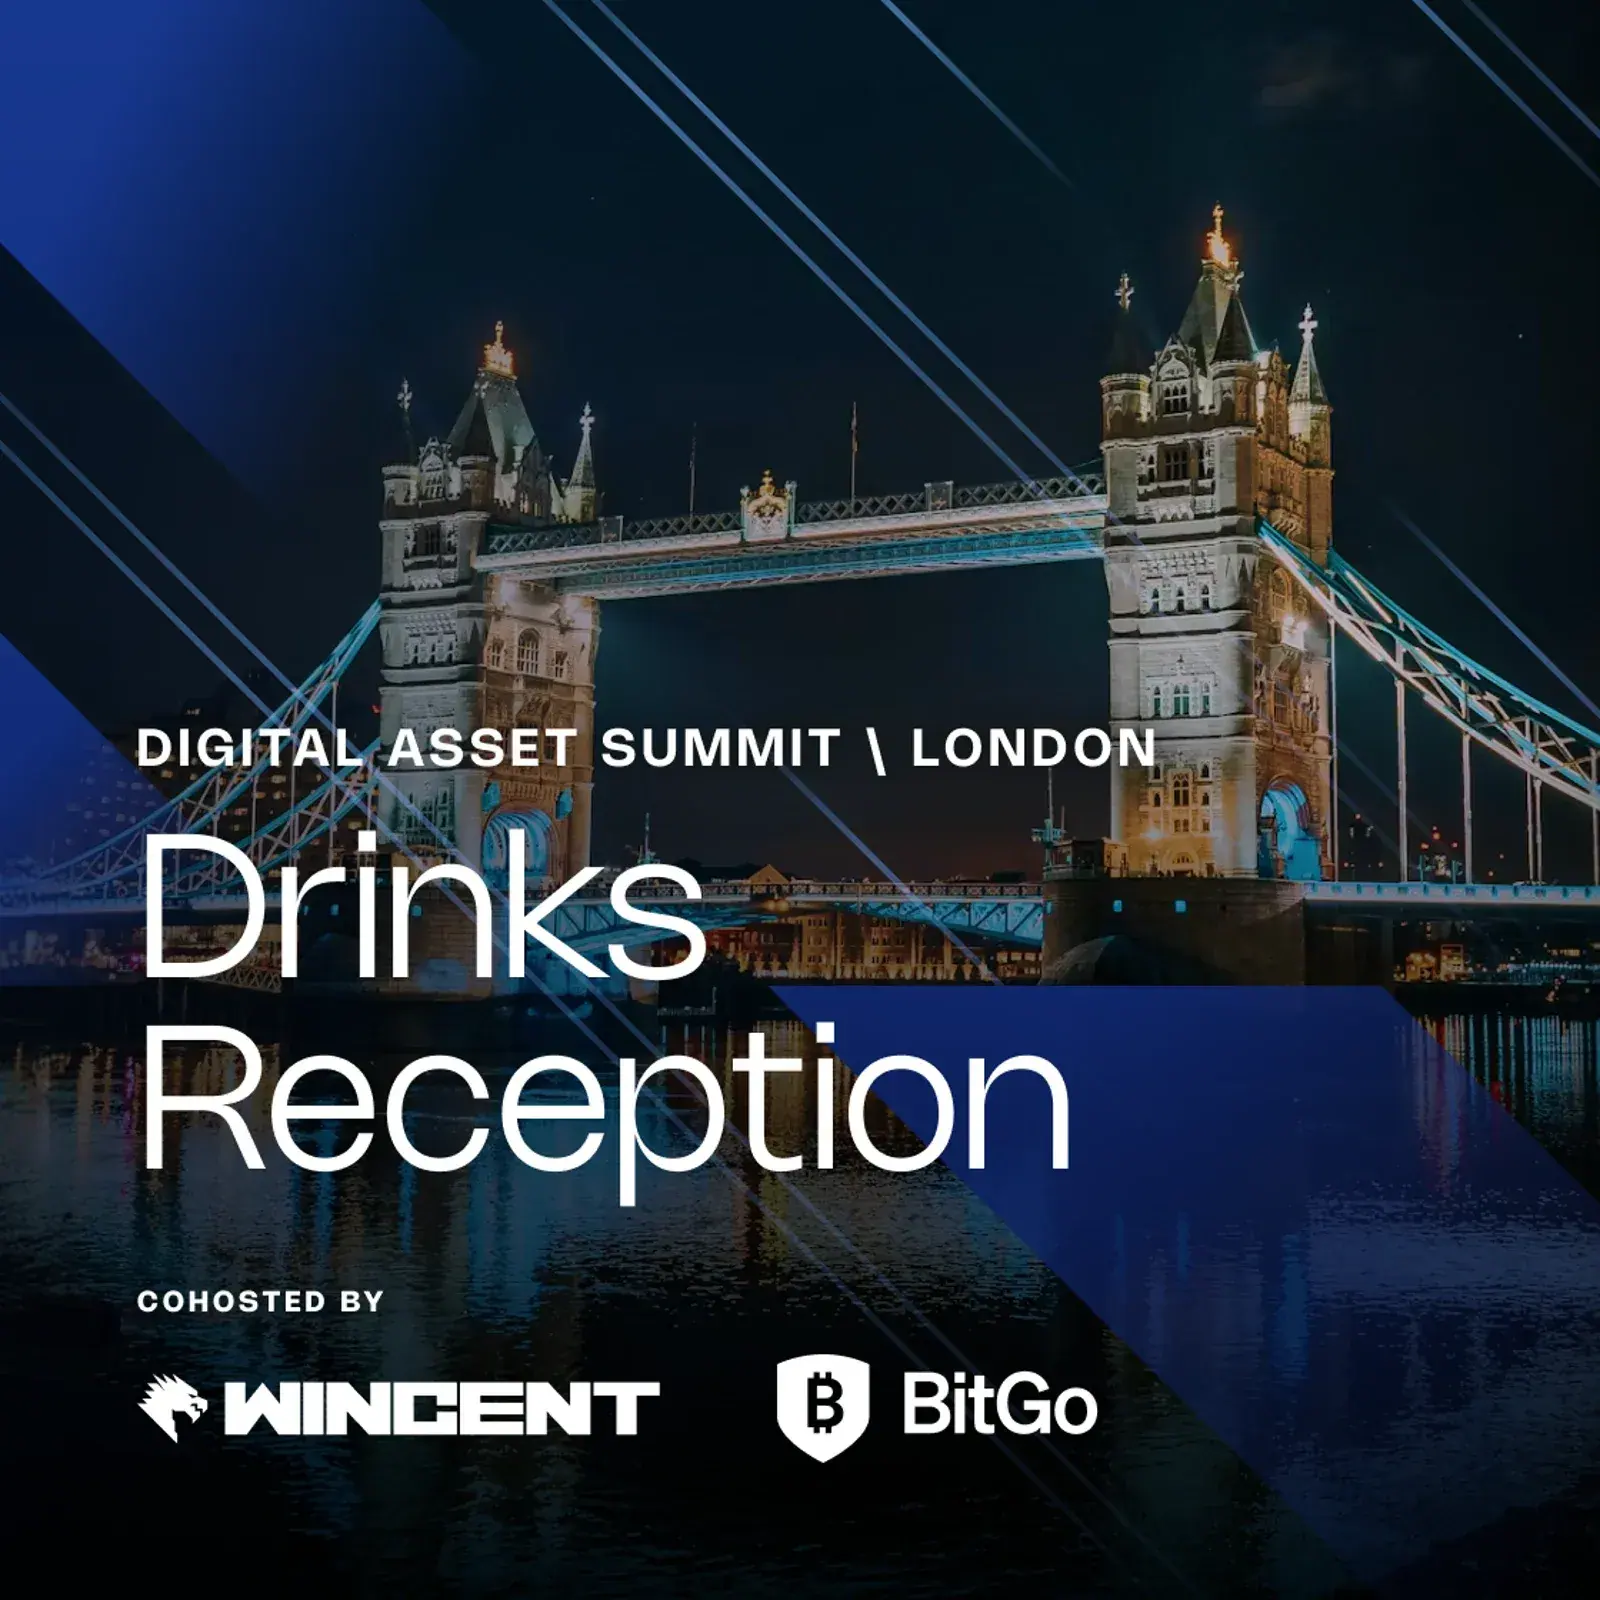 DIGITAL ASSET SUMMIT \ LONDON
Drinks
Reception
COHOSTED BY
WINCENT
BitGo